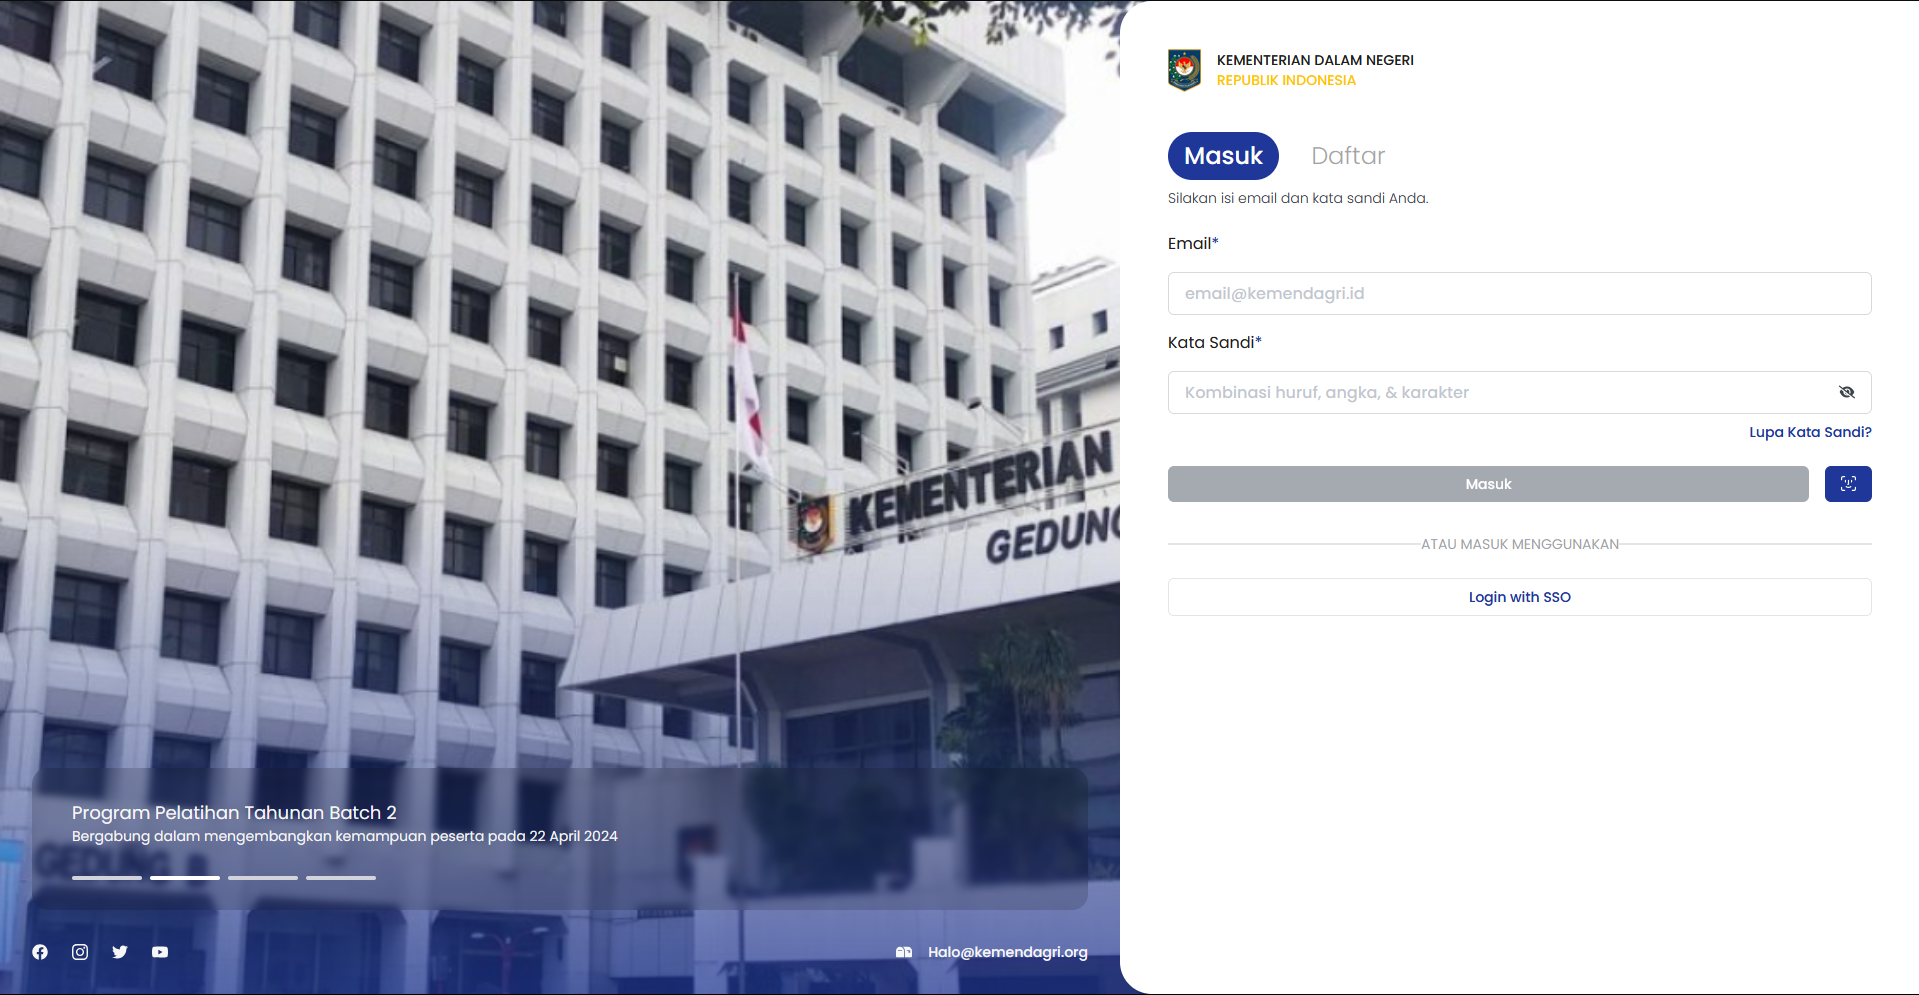 KEMENTERIAN
GEDUNG
GEDUNG B
Program Pelatihan Tahunan Batch 2
Bergabung dalam mengembangkan kemampuan peserta pada 22 April 2024
Halo@kemendagri.org
KEMENTERIAN DALAM NEGERI
REPUBLIK INDONESIA
Masuk
Daftar
Silakan isi email dan kata sandi Anda.
Email*
email@kemendagri.id
Kata Sandi*
Kombinasi huruf, angka, & karakter
Lupa Kata Sandi?
Masuk
ATAU MASUK MENGGUNAKAN
Login with SSO